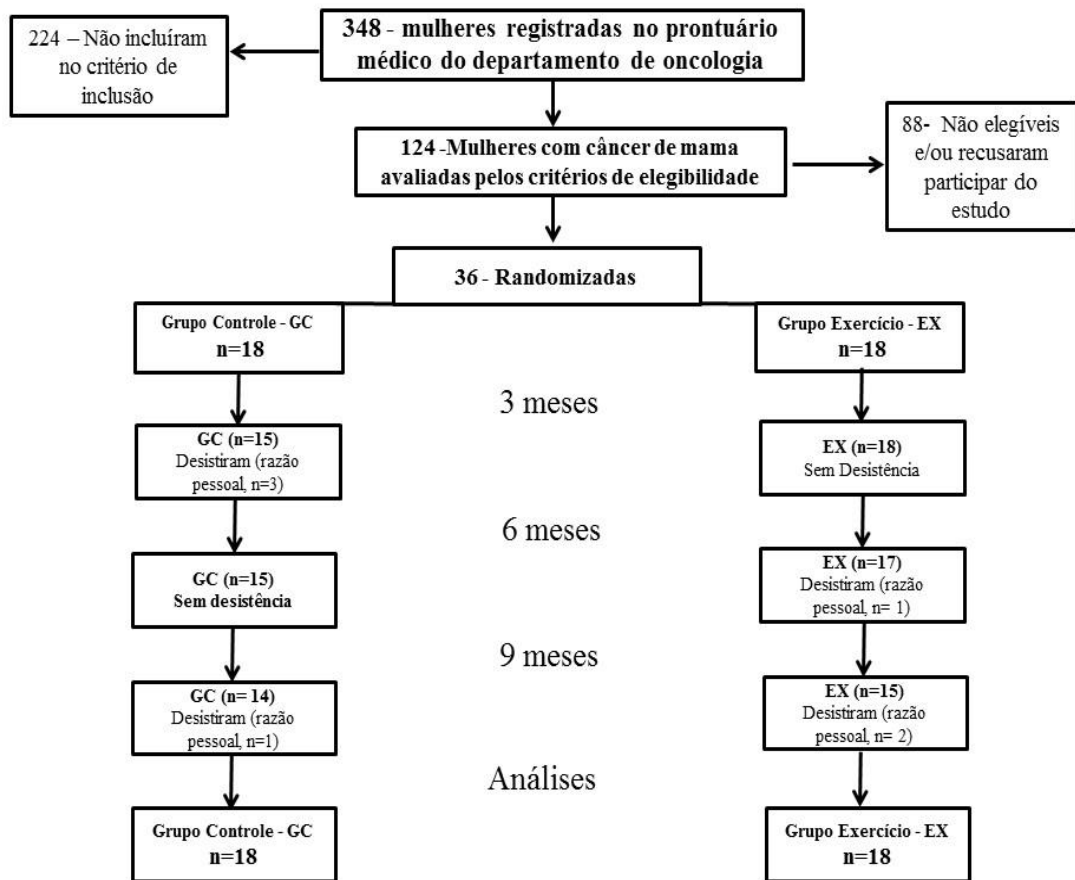 348 - mulheres registradas no prontuário
médico do departamento de oncologia
224 – Não incluíram
no critério de
inclusão
124 -Mulheres com câncer de mama
avaliadas pelos critérios de elegibilidade
88- Não elegíveis
e/ou recusaram
participar do
estudo
36 - Randomizadas
Grupo Controle - GC
n=18
Grupo Exercício - EX
n=18
3 meses
GC (n=15)
Desistiram (razão
pessoal, n=3)
EX (n=18)
Sem Desistência
6 meses
GC (n=15)
Sem desistência
EX (n=17)
Desistiram (razão
pessoal, n= 1)
9 meses
GC (n= 14)
Desistiram (razão
pessoal, n=1)
EX (n=15)
Desistiram (razão
pessoal, n= 2)
Análises
Grupo Controle - GC
n=18
Grupo Exercício - EX
n=18